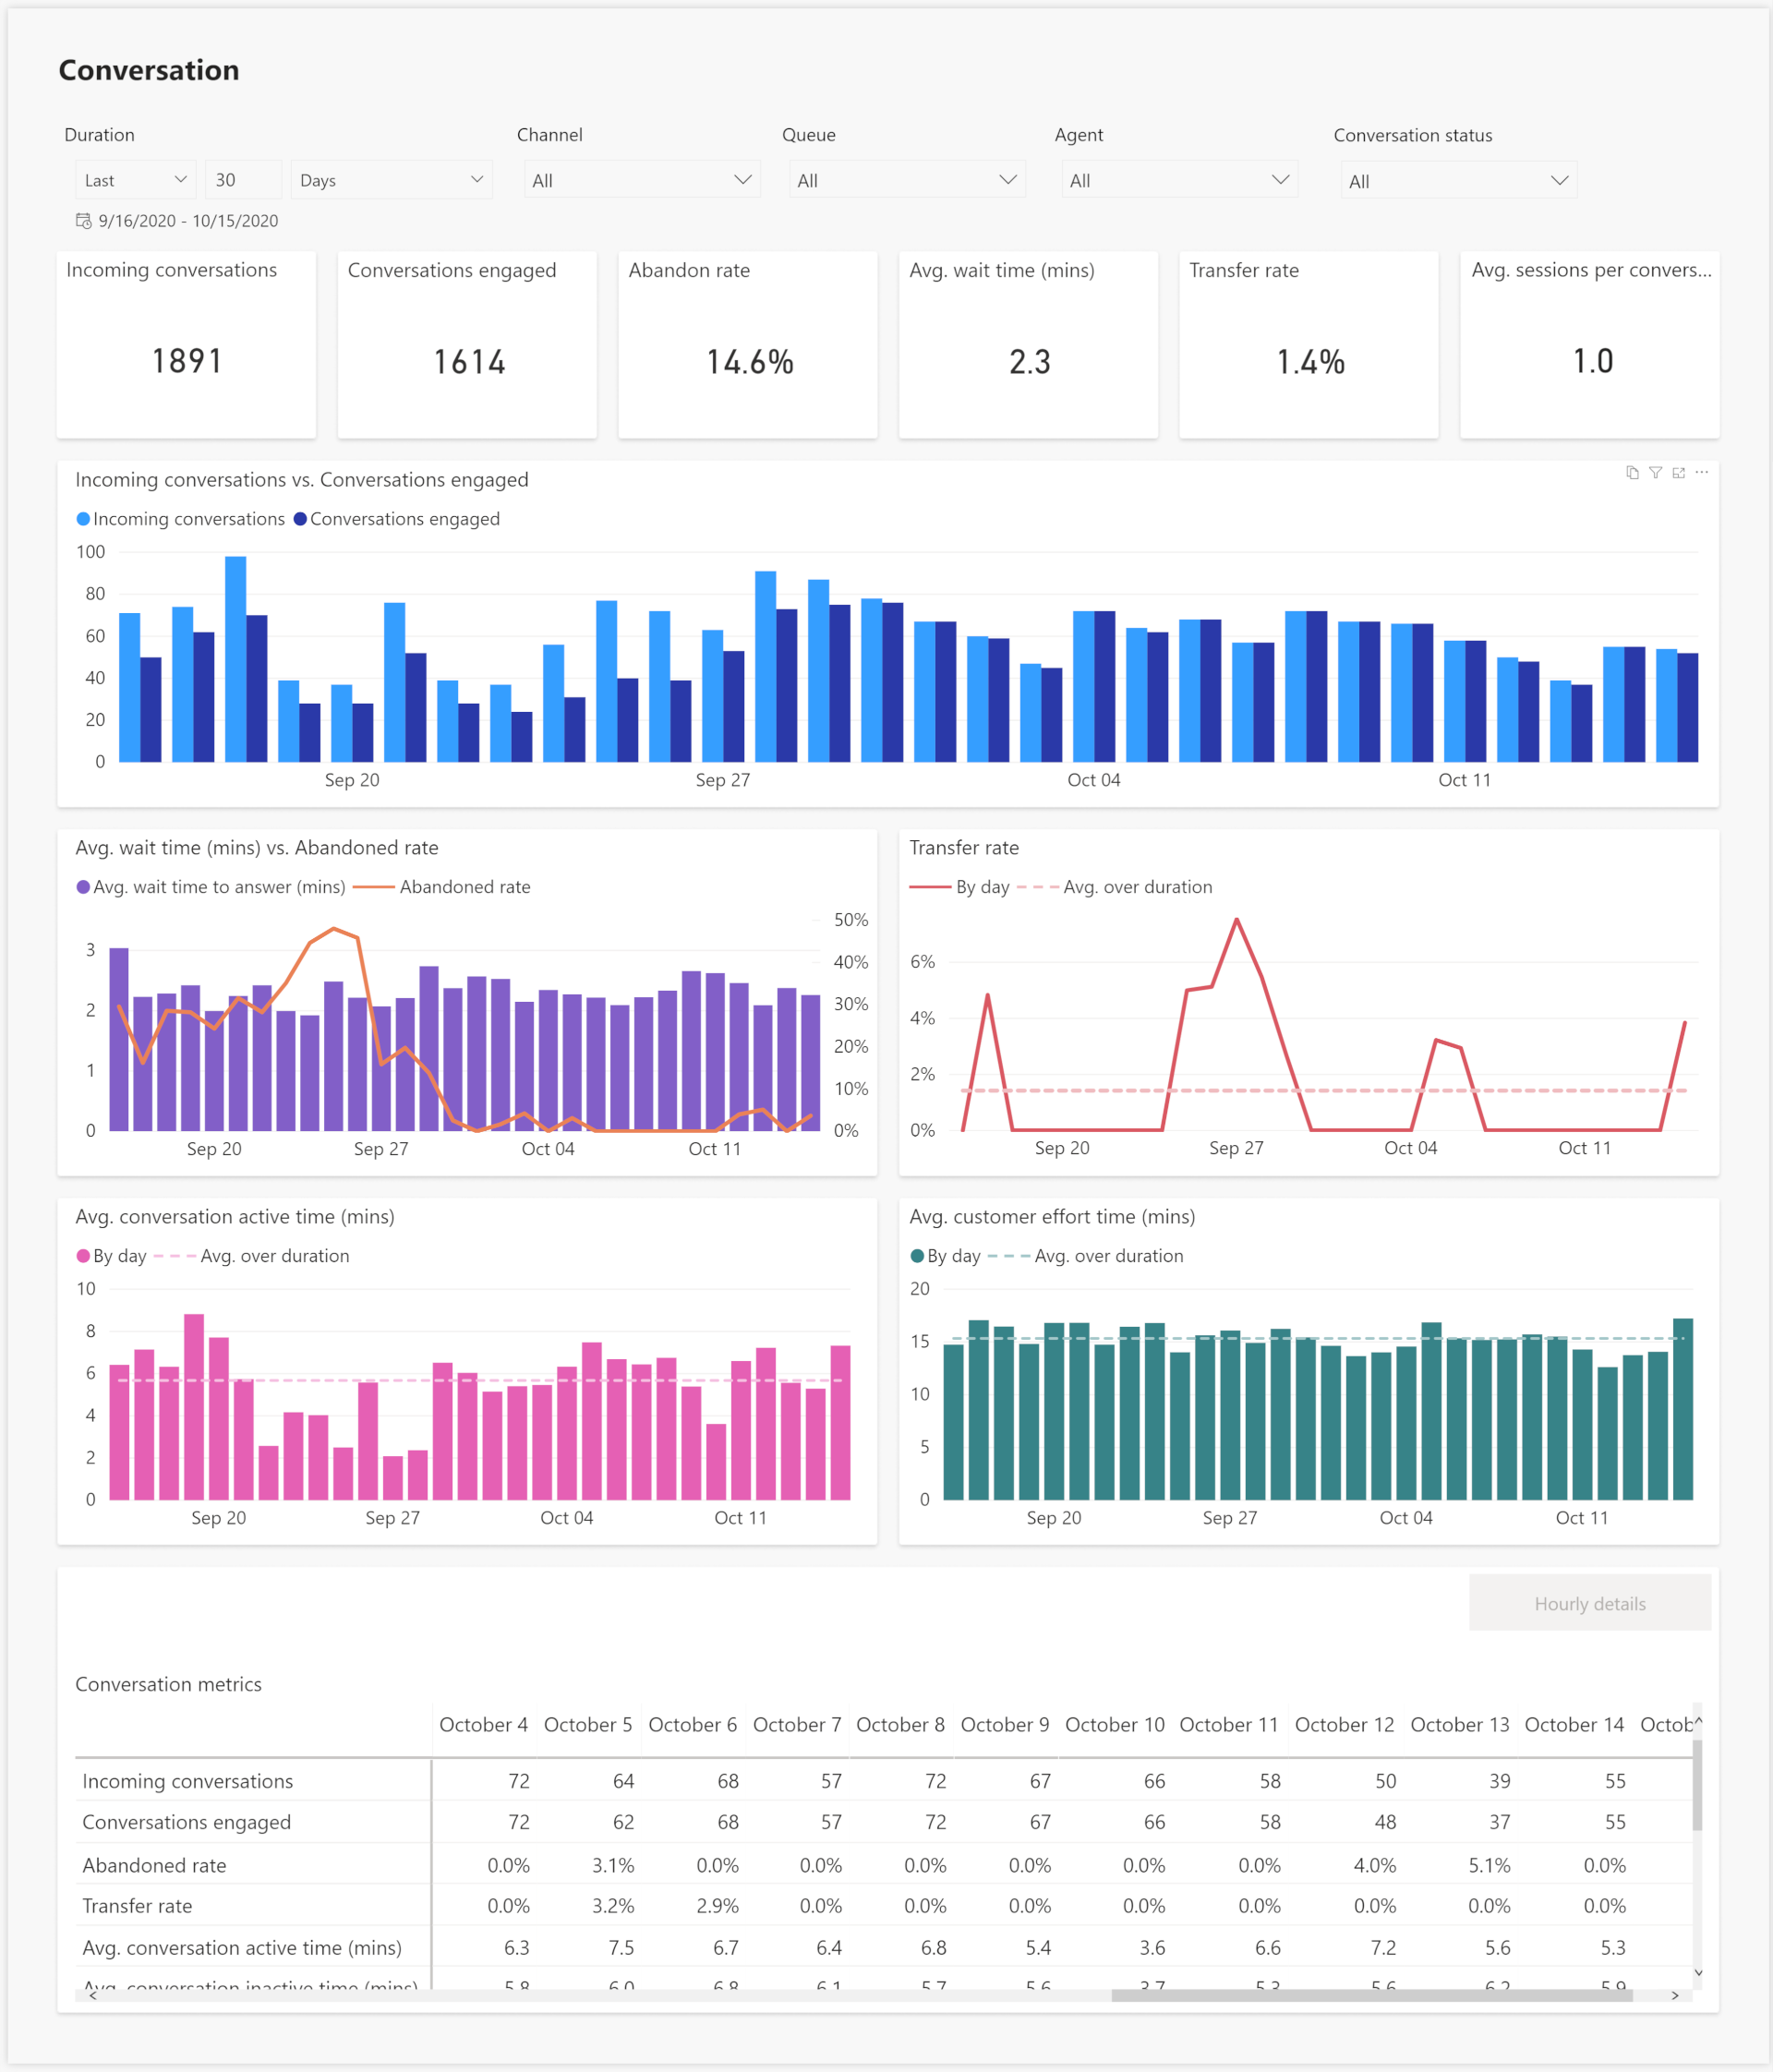 Conversation
Duration Channel Queue Agent Conversation status
Last 30 Days All All All All
9/16/2020 - 10/15/2020
Incoming conversations Conversations engaged Abandon rate Avg. wait time (mins) Transfer rate Avg. sessions per convers...
1891 1614 14.6% 2.3 1.4% 1.0
Incoming conversations vs. Conversations engaged
Incoming conversations Conversations engaged
100
80
60
40
20
0
Sep 20 Sep 27 Oct 04 Oct 11
Avg. wait time (mins) vs. Abandoned rate
Avg. wait time to answer (mins) Abandoned rate
3
2
1
0
50%
40%
30%
20%
10%
0%
Sep 20 Sep 27 Oct 04 Oct 11
Transfer rate
By day Avg. over duration
6%
4%
2%
0%
Sep 20 Sep 27 Oct 04 Oct 11
Avg. conversation active time (mins)
By day Avg. over duration
10
8
6
4
2
0
Sep 20 Sep 27 Oct 04 Oct 11
Avg. customer effort time (mins)
By day Avg. over duration
20
15
10
5
0
Sep 20 Sep 27 Oct 04 Oct 11
Hourly details
Conversation metrics
October 4 October 5 October 6 October 7 October 8 October 9 October 10 October 11 October 12 October 13 October 14 Octob
Incoming conversations 72 64 68 57 72 67 66 58 50 39 55
Conversations engaged 72 62 68 57 72 67 66 58 48 37 55
Abandoned rate 0.0% 3.1% 0.0% 0.0% 0.0% 0.0% 0.0% 0.0% 4.0% 5.1% 0.0%
Transfer rate 0.0% 3.2% 2.9% 0.0% 0.0% 0.0% 0.0% 0.0% 0.0% 0.0% 0.0%
Avg. conversation active time (mins) 6.3 7.5 6.7 6.4 6.8 5.4 3.6 6.6 7.2 5.6 5.3
Avg. conversation inactive time (mins) 5.8 6.0 6.8 6.1 5.7 5.6 3.7 5.3 5.6 6.2 5.9